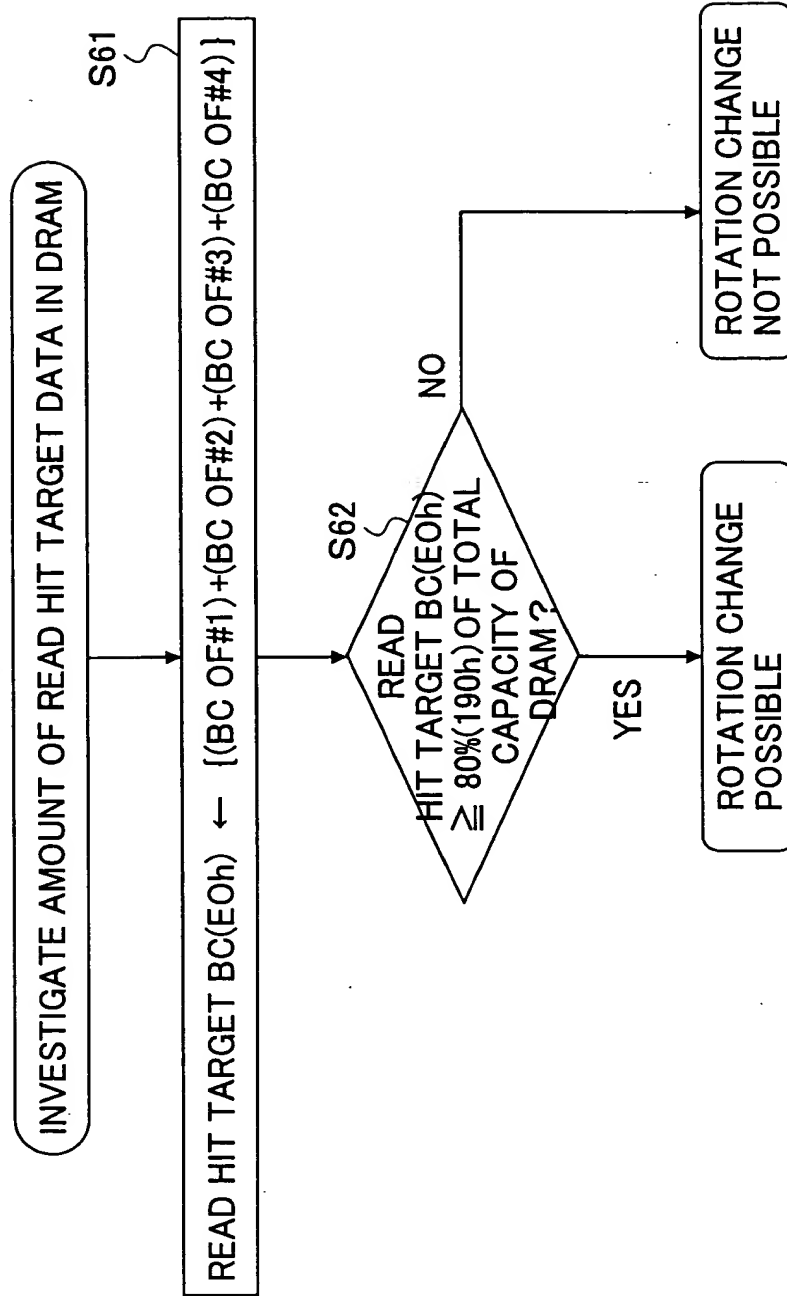 INVESTIGATE AMOUNT OF READ HIT TARGET DATA IN DRAM
S61
READ HIT TARGET BC(E0h) ← {(BC OF#1)+(BC OF#2)+(BC OF#3)+(BC OF#4)}
S62
READ
HIT TARGET BC(E0h)
≧ 80%(190h) OF TOTAL
CAPACITY OF
DRAM?
NO
YES
ROTATION CHANGE
POSSIBLE
ROTATION CHANGE
NOT POSSIBLE